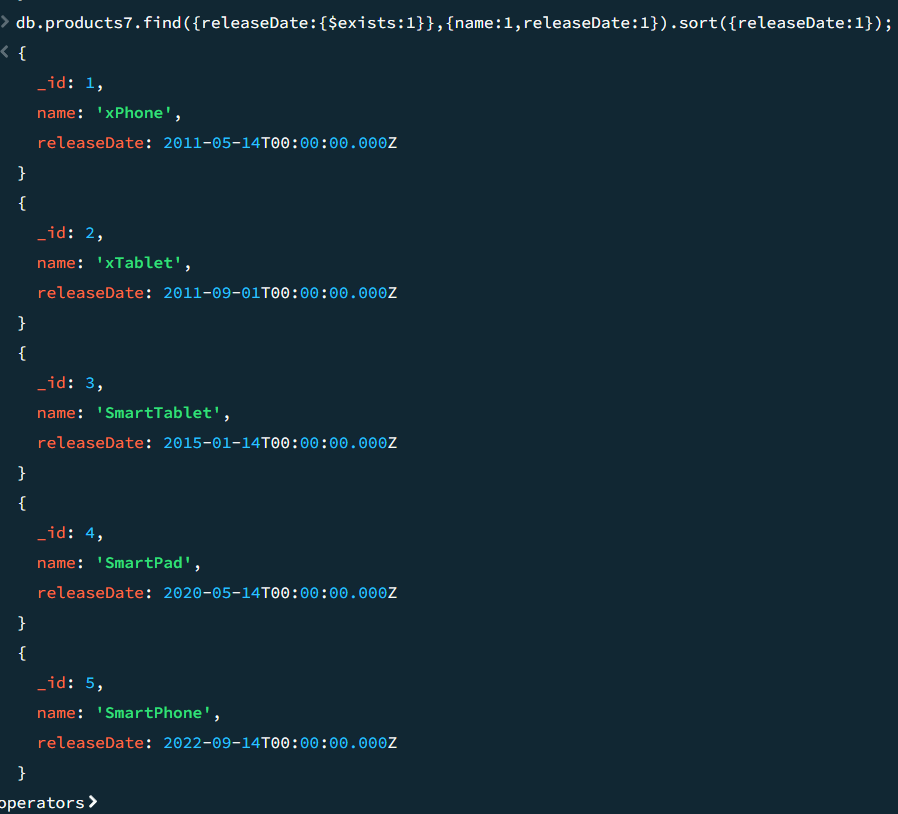 db.products7.find({releaseDate:{$exists:1}},{name:1,releaseDate:1}).sort({releaseDate:1});
{
_id: 1,
name: 'xPhone',
releaseDate: 2011-05-14T00:00:00.000Z
}
{
_id: 2,
name: 'xTablet',
releaseDate: 2011-09-01T00:00:00.000Z
}
{
_id: 3,
name: 'SmartTablet',
releaseDate: 2015-01-14T00:00:00.000Z
}
{
_id: 4,
name: 'SmartPad',
releaseDate: 2020-05-14T00:00:00.000Z
}
{
_id: 5,
name: 'SmartPhone',
releaseDate: 2022-09-14T00:00:00.000Z
}
operators>